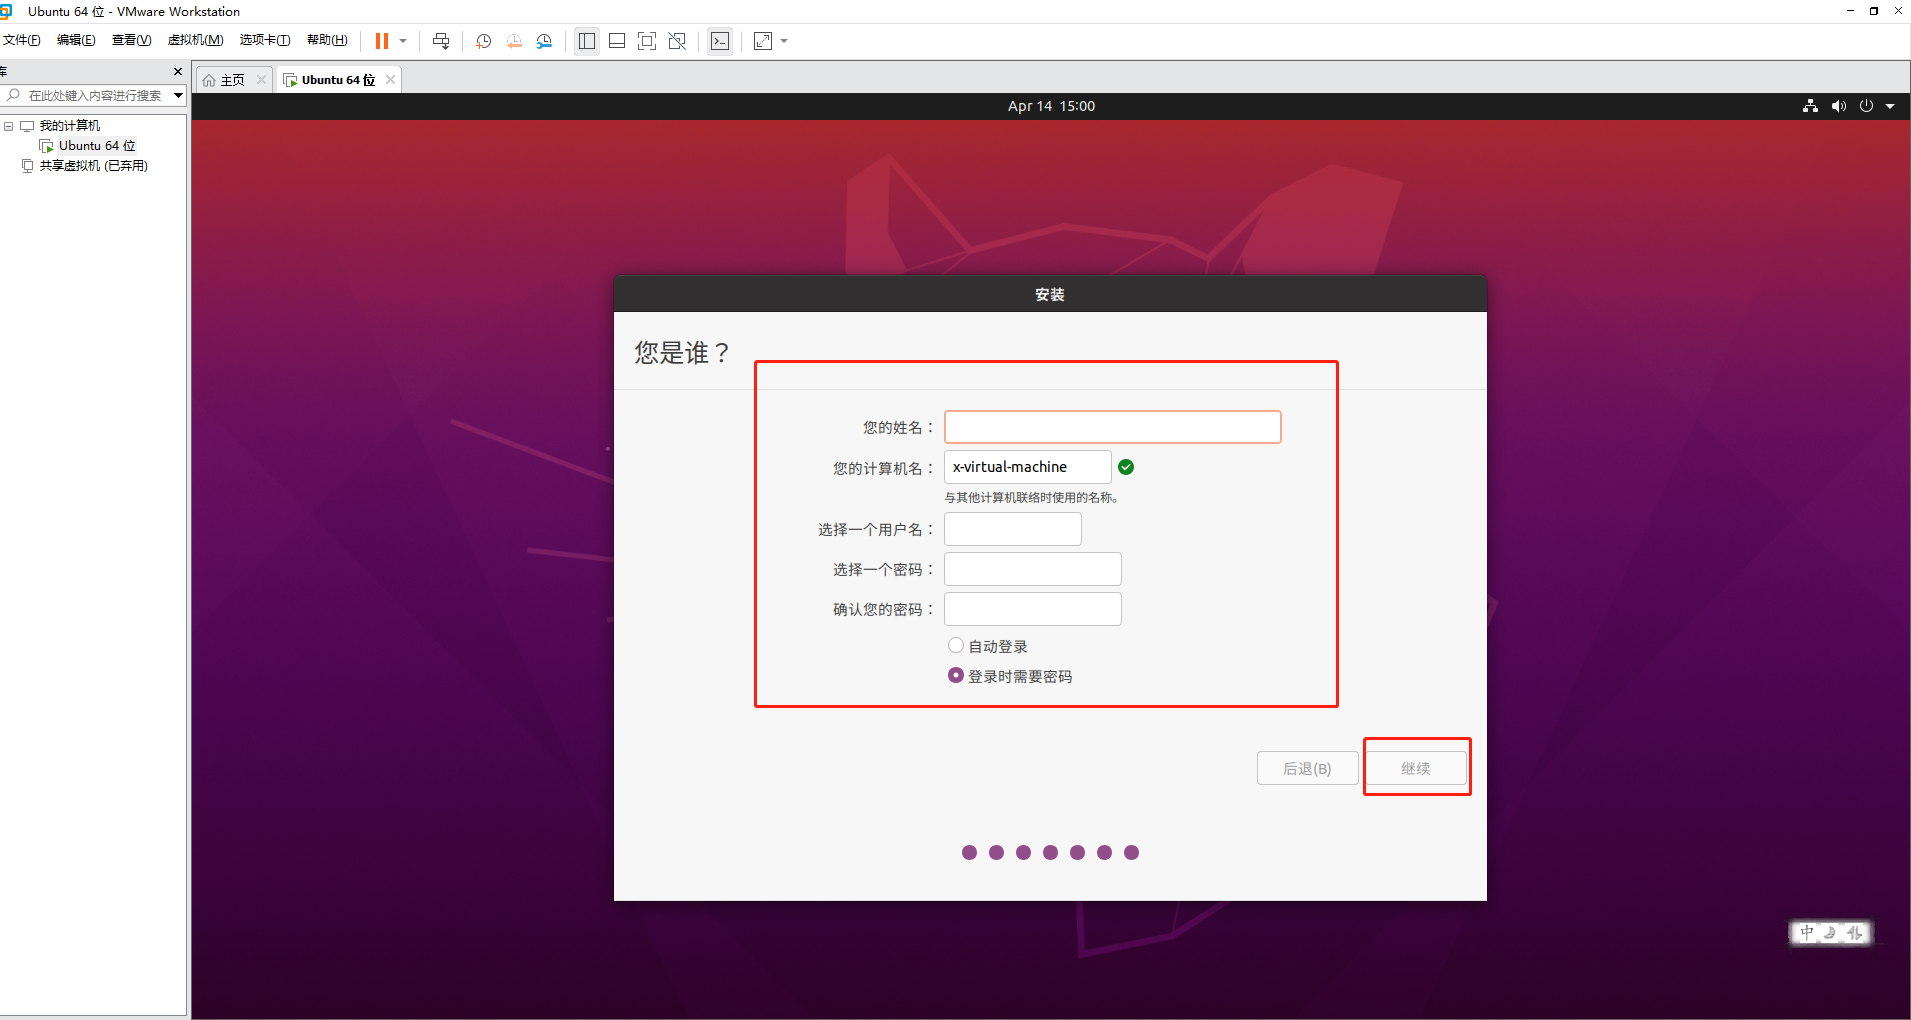 Ubuntu 64 位 - VMware Workstation
文件(F) 编辑(E) 查看(V) 虚拟机(M) 选项卡(T) 帮助(H)
库
主页
Ubuntu 64 位
在此处键入内容进行搜索
我的计算机
Ubuntu 64 位
共享虚拟机 (已弃用)
Apr 14 15:00
安装
您是谁？
您的姓名：
您的计算机名： x-virtual-machine
与其他计算机联络时使用的名称。
选择一个用户名：
选择一个密码：
确认您的密码：
自动登录
登录时需要密码
后退(B) 继续
中